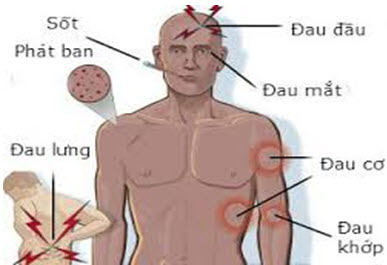 Sốt
Phát ban
Đau lưng
Đau đầu
Đau mắt
Đau cơ
Đau
khớp